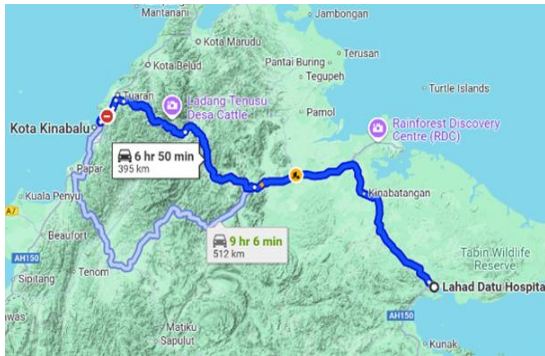 Mantanani
Jambongan
Kota Marudu
Terusan
Kota Belud
Pantai Buring
Tegupeh
Turtle Islands
Tuaran
Ladang Tenusu
Desa Cattle
Pamol
Rainforest Discovery
Centre (RDC)
Kota Kinabalu
6 hr 50 min
395 km
Papar
Kinabatangan
Kuala Penyu
A7
Beaufort
9 hr 6 min
512 km
Tabin Wildlife
Reserve
AH150
Sipitang
Tenom
Lahad Datu Hospita
AH150
Matiku
Sapulut
Kunak